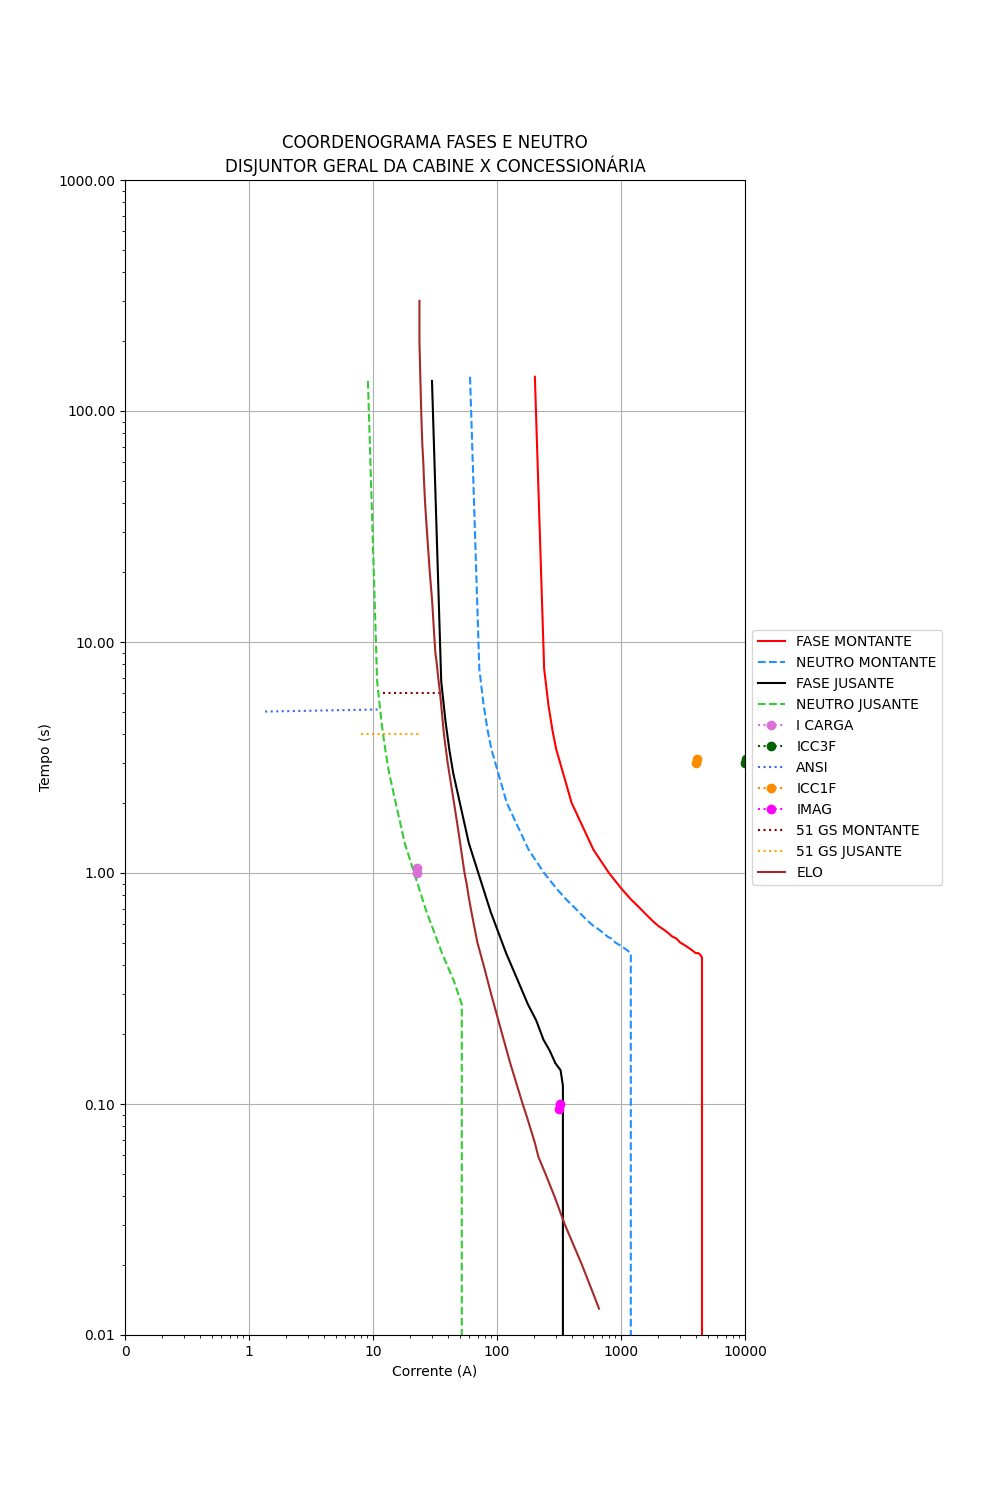 COORDENOGRAMA FASES E NEUTRO
DISJUNTOR GERAL DA CABINE X CONCESSIONÁRIA
1000.00
100.00
10.00
1.00
0.10
0.01
Tempo (s)
0
1
10
100
1000
10000
Corrente (A)
FASE MONTANTE
NEUTRO MONTANTE
FASE JUSANTE
NEUTRO JUSANTE
I CARGA
ICC3F
ANSI
ICC1F
IMAG
51 GS MONTANTE
51 GS JUSANTE
ELO